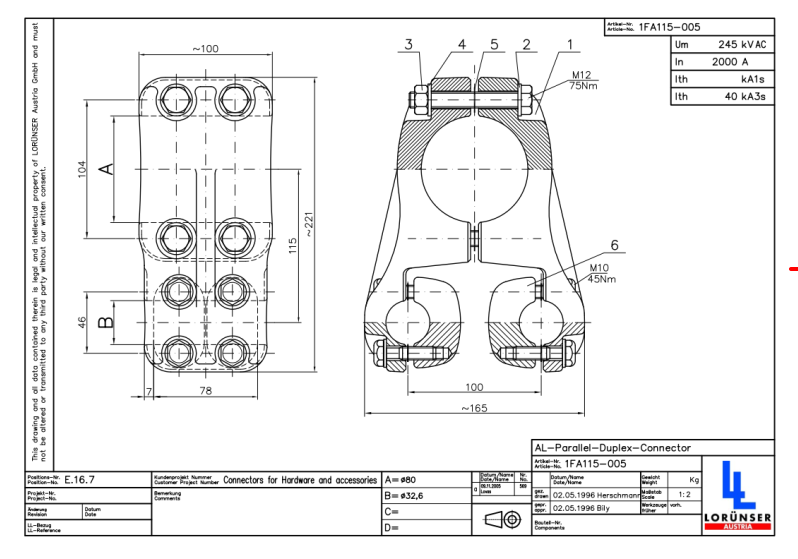 Artikel-Nr.
Article-No. 1FA115-005
Um 245 kVAC
In 2000 A
Ith kA1s
Ith 40 kA3s
This drawing and all data contained therein is legal and intellectual property of LORÜNSER Austria GmbH and must
not be altered or transmitted to any third party without our written consent.
~100
104
A
46
B
115
~221
7
78
3
4
5
2
1
M12
75Nm
6
M10
45Nm
100
~165
AL-Parallel-Duplex-Connector
Artikel-Nr.
Article-No. 1FA115-005
Positions-Nr.
Position-No. E.16.7
Kundenprojekt Nummer
Customer Project Number Connectors for Hardware and accessories
A= ø80
B= ø32,6
C=
D=
Projekt-Nr.
Project-No.
Bemerkung
Comments
Änderung
Revision
Datum
Date
LL-Bezug
LL-Reference
Datum/Name
Date/Name
Nr.
No.
a
09.11.2005
569
Datum/Name
Date/Name
Gewicht
Weight
Kg
gez.
drawn 02.05.1996 Herschmann
Maßstab
Scale 1:2
gepr.
appr. 02.05.1996 Bily
Werkzeuge vorh.
früher
Bauteil-Nr.
Components
LORÜNSER
AUSTRIA